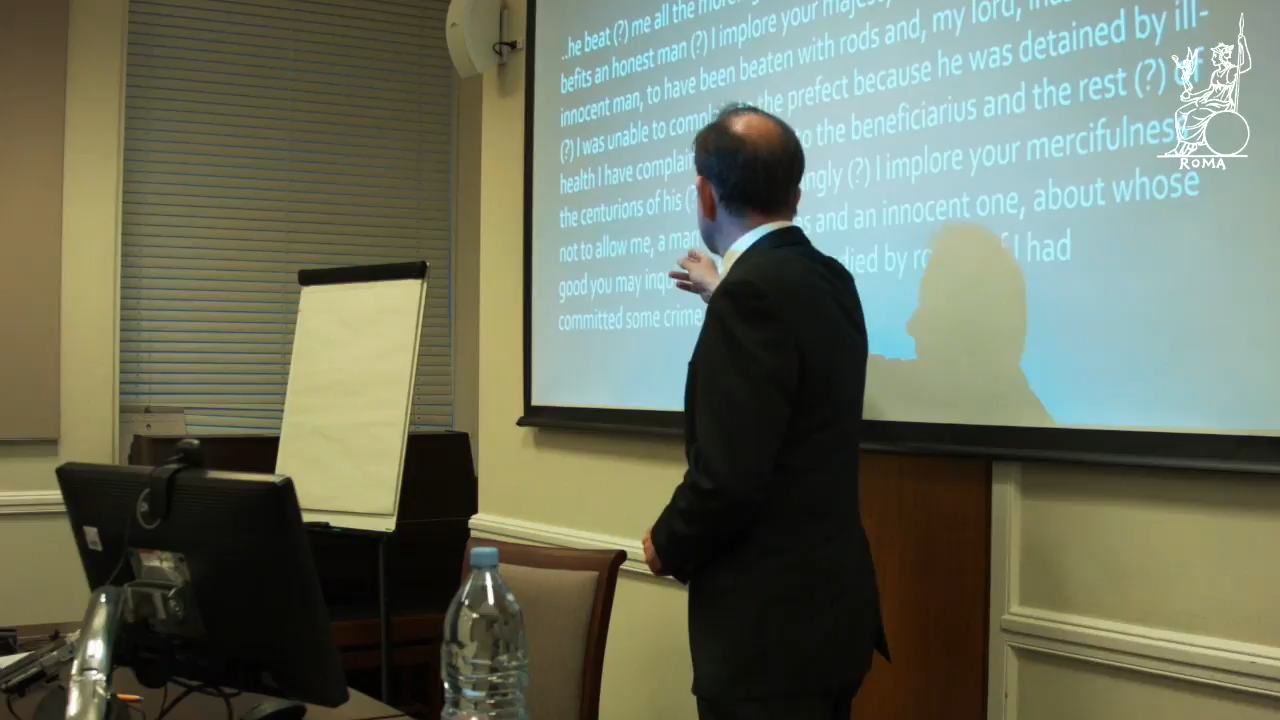 ..he beat (?) me all the more
befits an honest man (?) I implore your majesty
innocent man, to have been beaten with rods and, my lord,
(?) I was unable to the prefect because he was detained by ill-
health I have to the beneficiarius and the rest (?) of
the centurions of his (?) I implore your mercifulness
not to allow me, a man and an innocent one, about whose
good you may by I had
committed some crime
ROMA